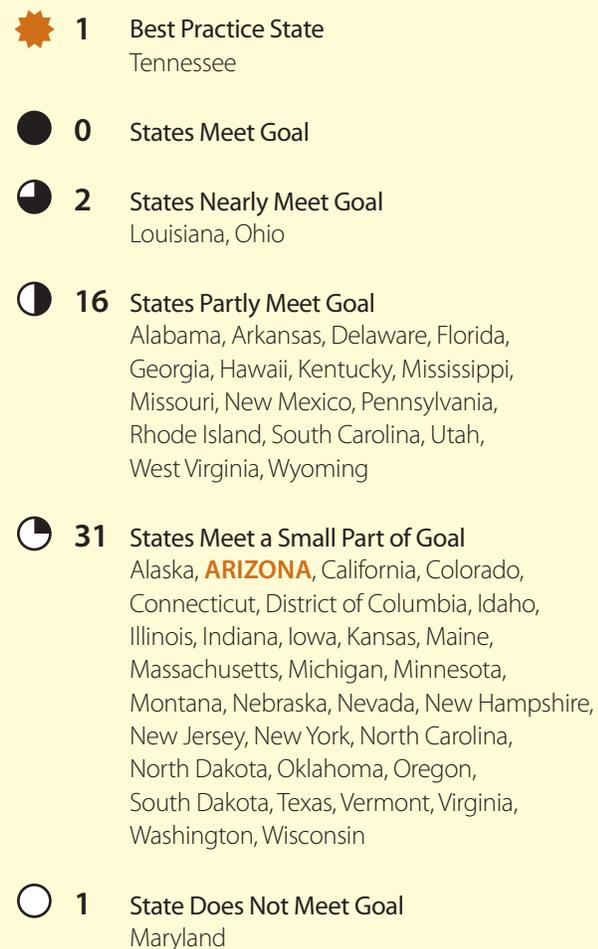 1 Best Practice State
Tennessee
0 States Meet Goal
2 States Nearly Meet Goal
Louisiana, Ohio
16 States Partly Meet Goal
Alabama, Arkansas, Delaware, Florida,
Georgia, Hawaii, Kentucky, Mississippi,
Missouri, New Mexico, Pennsylvania,
Rhode Island, South Carolina, Utah,
West Virginia, Wyoming
31 States Meet a Small Part of Goal
Alaska, ARIZONA, California, Colorado,
Connecticut, District of Columbia, Idaho,
Illinois, Indiana, Iowa, Kansas, Maine,
Massachusetts, Michigan, Minnesota,
Montana, Nebraska, Nevada, New Hampshire,
New Jersey, New York, North Carolina,
North Dakota, Oklahoma, Oregon,
South Dakota, Texas, Vermont, Virginia,
Washington, Wisconsin
1 State Does Not Meet Goal
Maryland